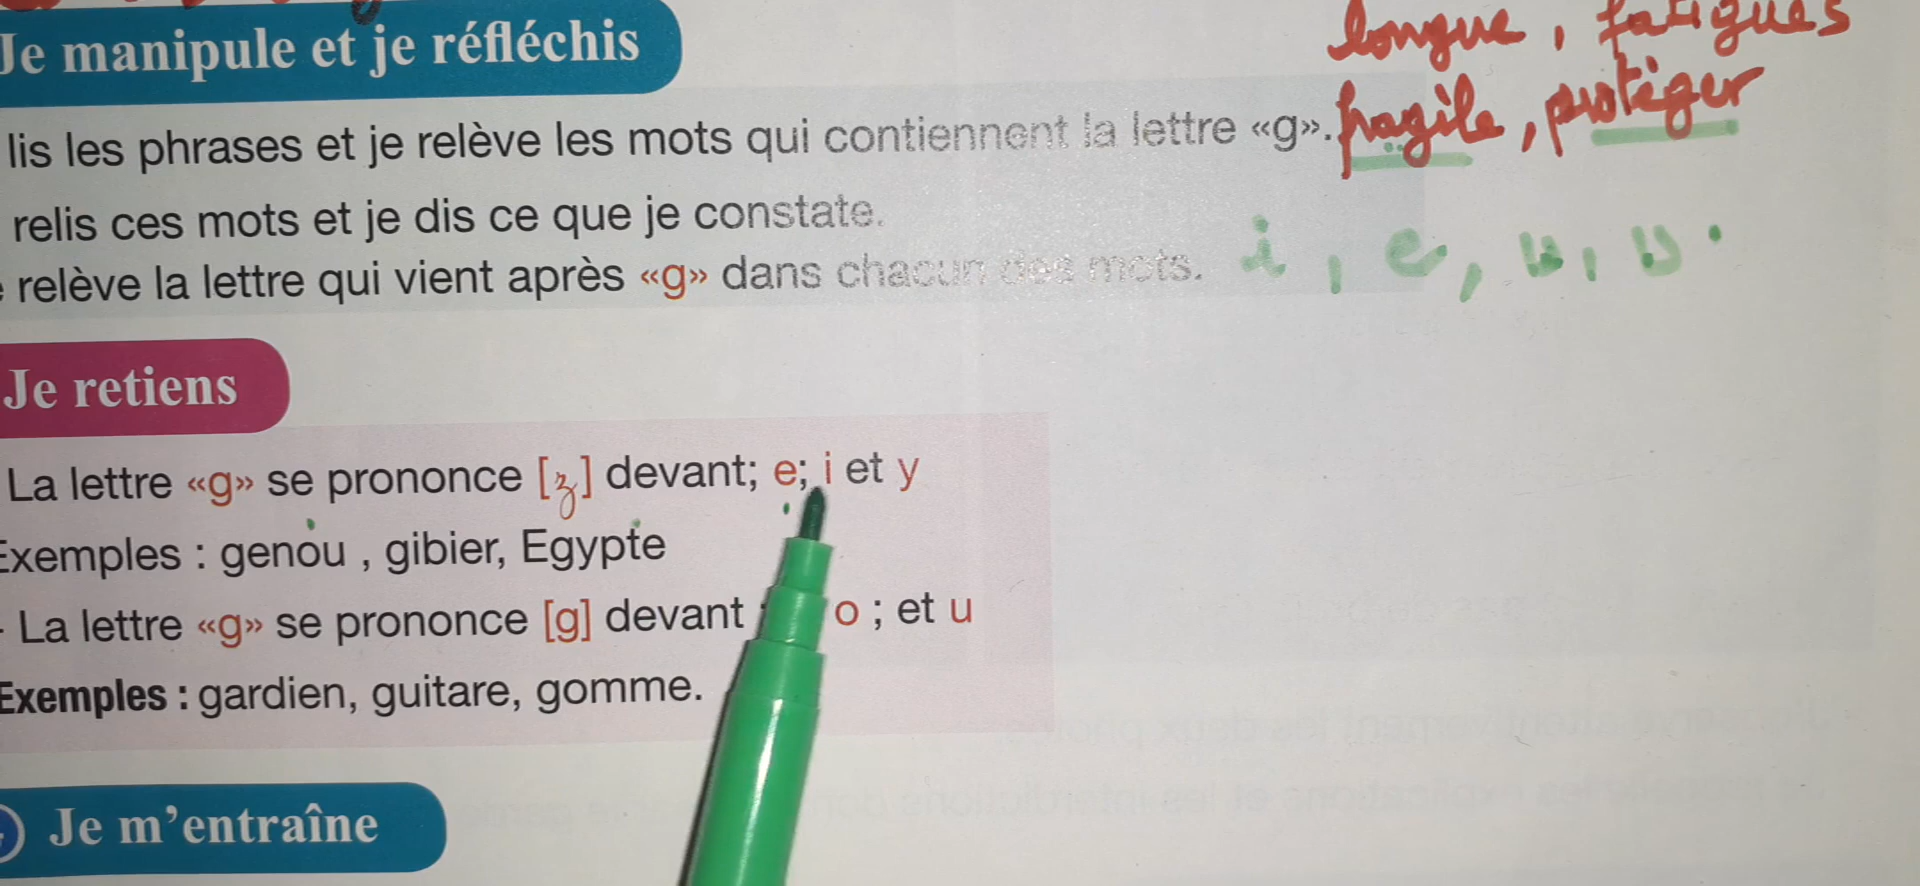 Je manipule et je réfléchis
longue, fatigués
lis les phrases et je relève les mots qui contiennent la lettre «g». fragile, protéger
relis ces mots et je dis ce que je constate.
relève la lettre qui vient après «g» dans chacun des mots. i, e, u, u.
Je retiens
La lettre «g» se prononce [ʒ] devant; e; i et y
Exemples : genou , gibier, Egypte
- La lettre «g» se prononce [g] devant ; o ; et u
Exemples : gardien, guitare, gomme.
Je m'entraîne